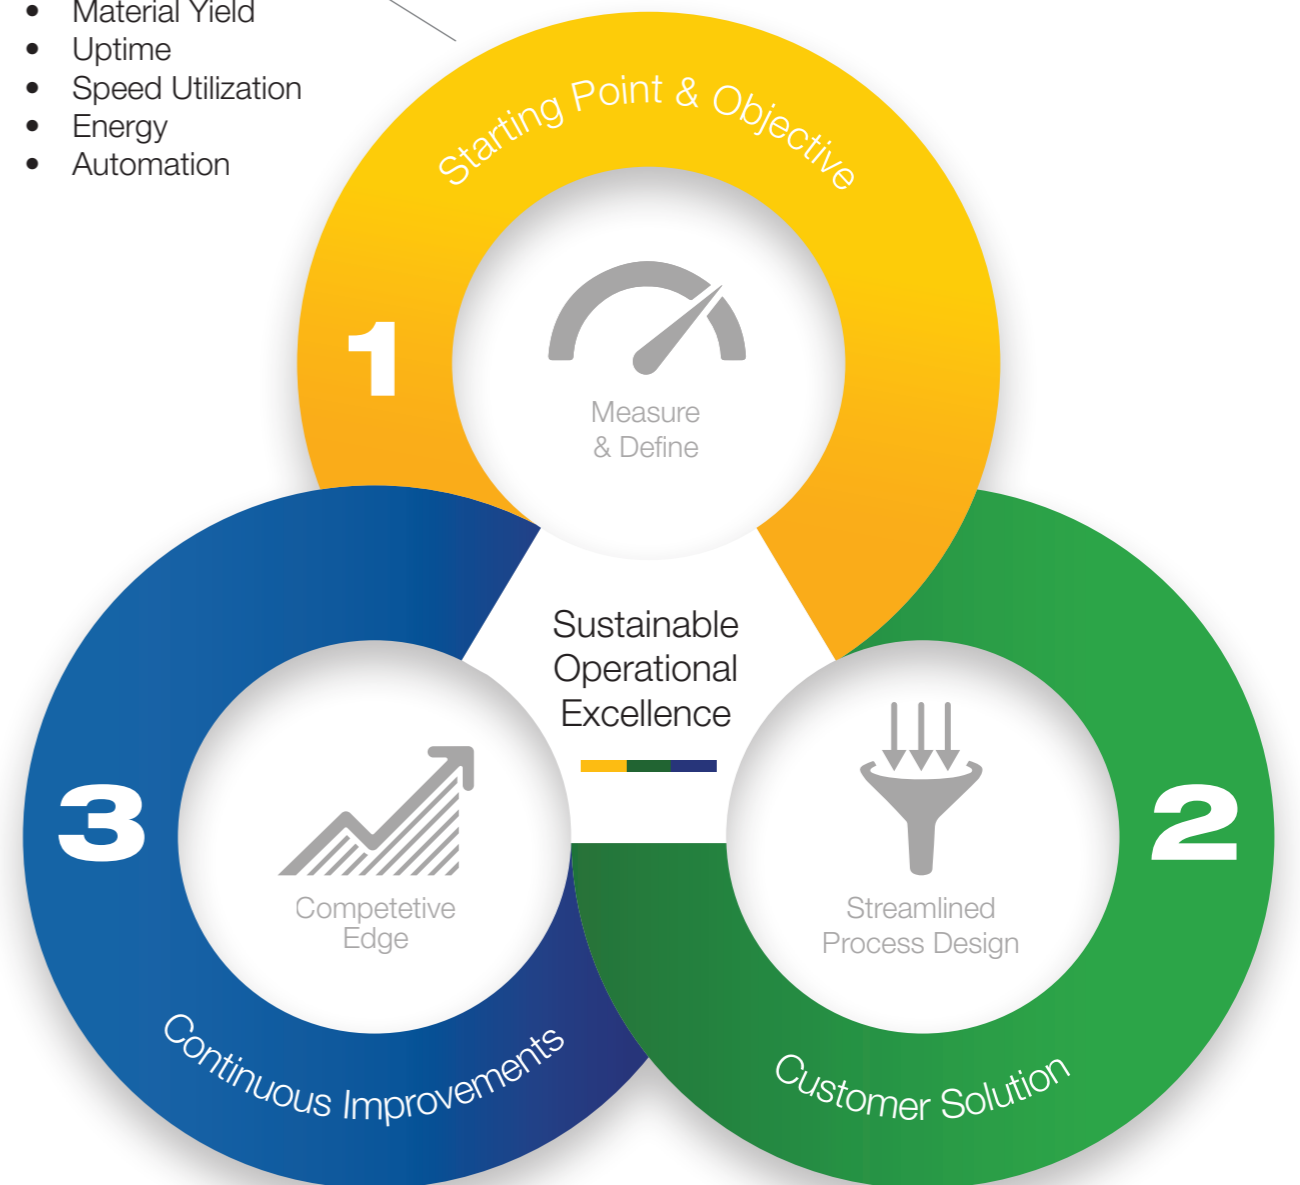 • Material Yield
• Uptime
• Speed Utilization
• Energy
• Automation
Starting Point & Objective
1
Measure
& Define
Sustainable
Operational
Excellence
2
Streamlined
Process Design
Customer Solution
3
Competetive
Edge
Continuous Improvements